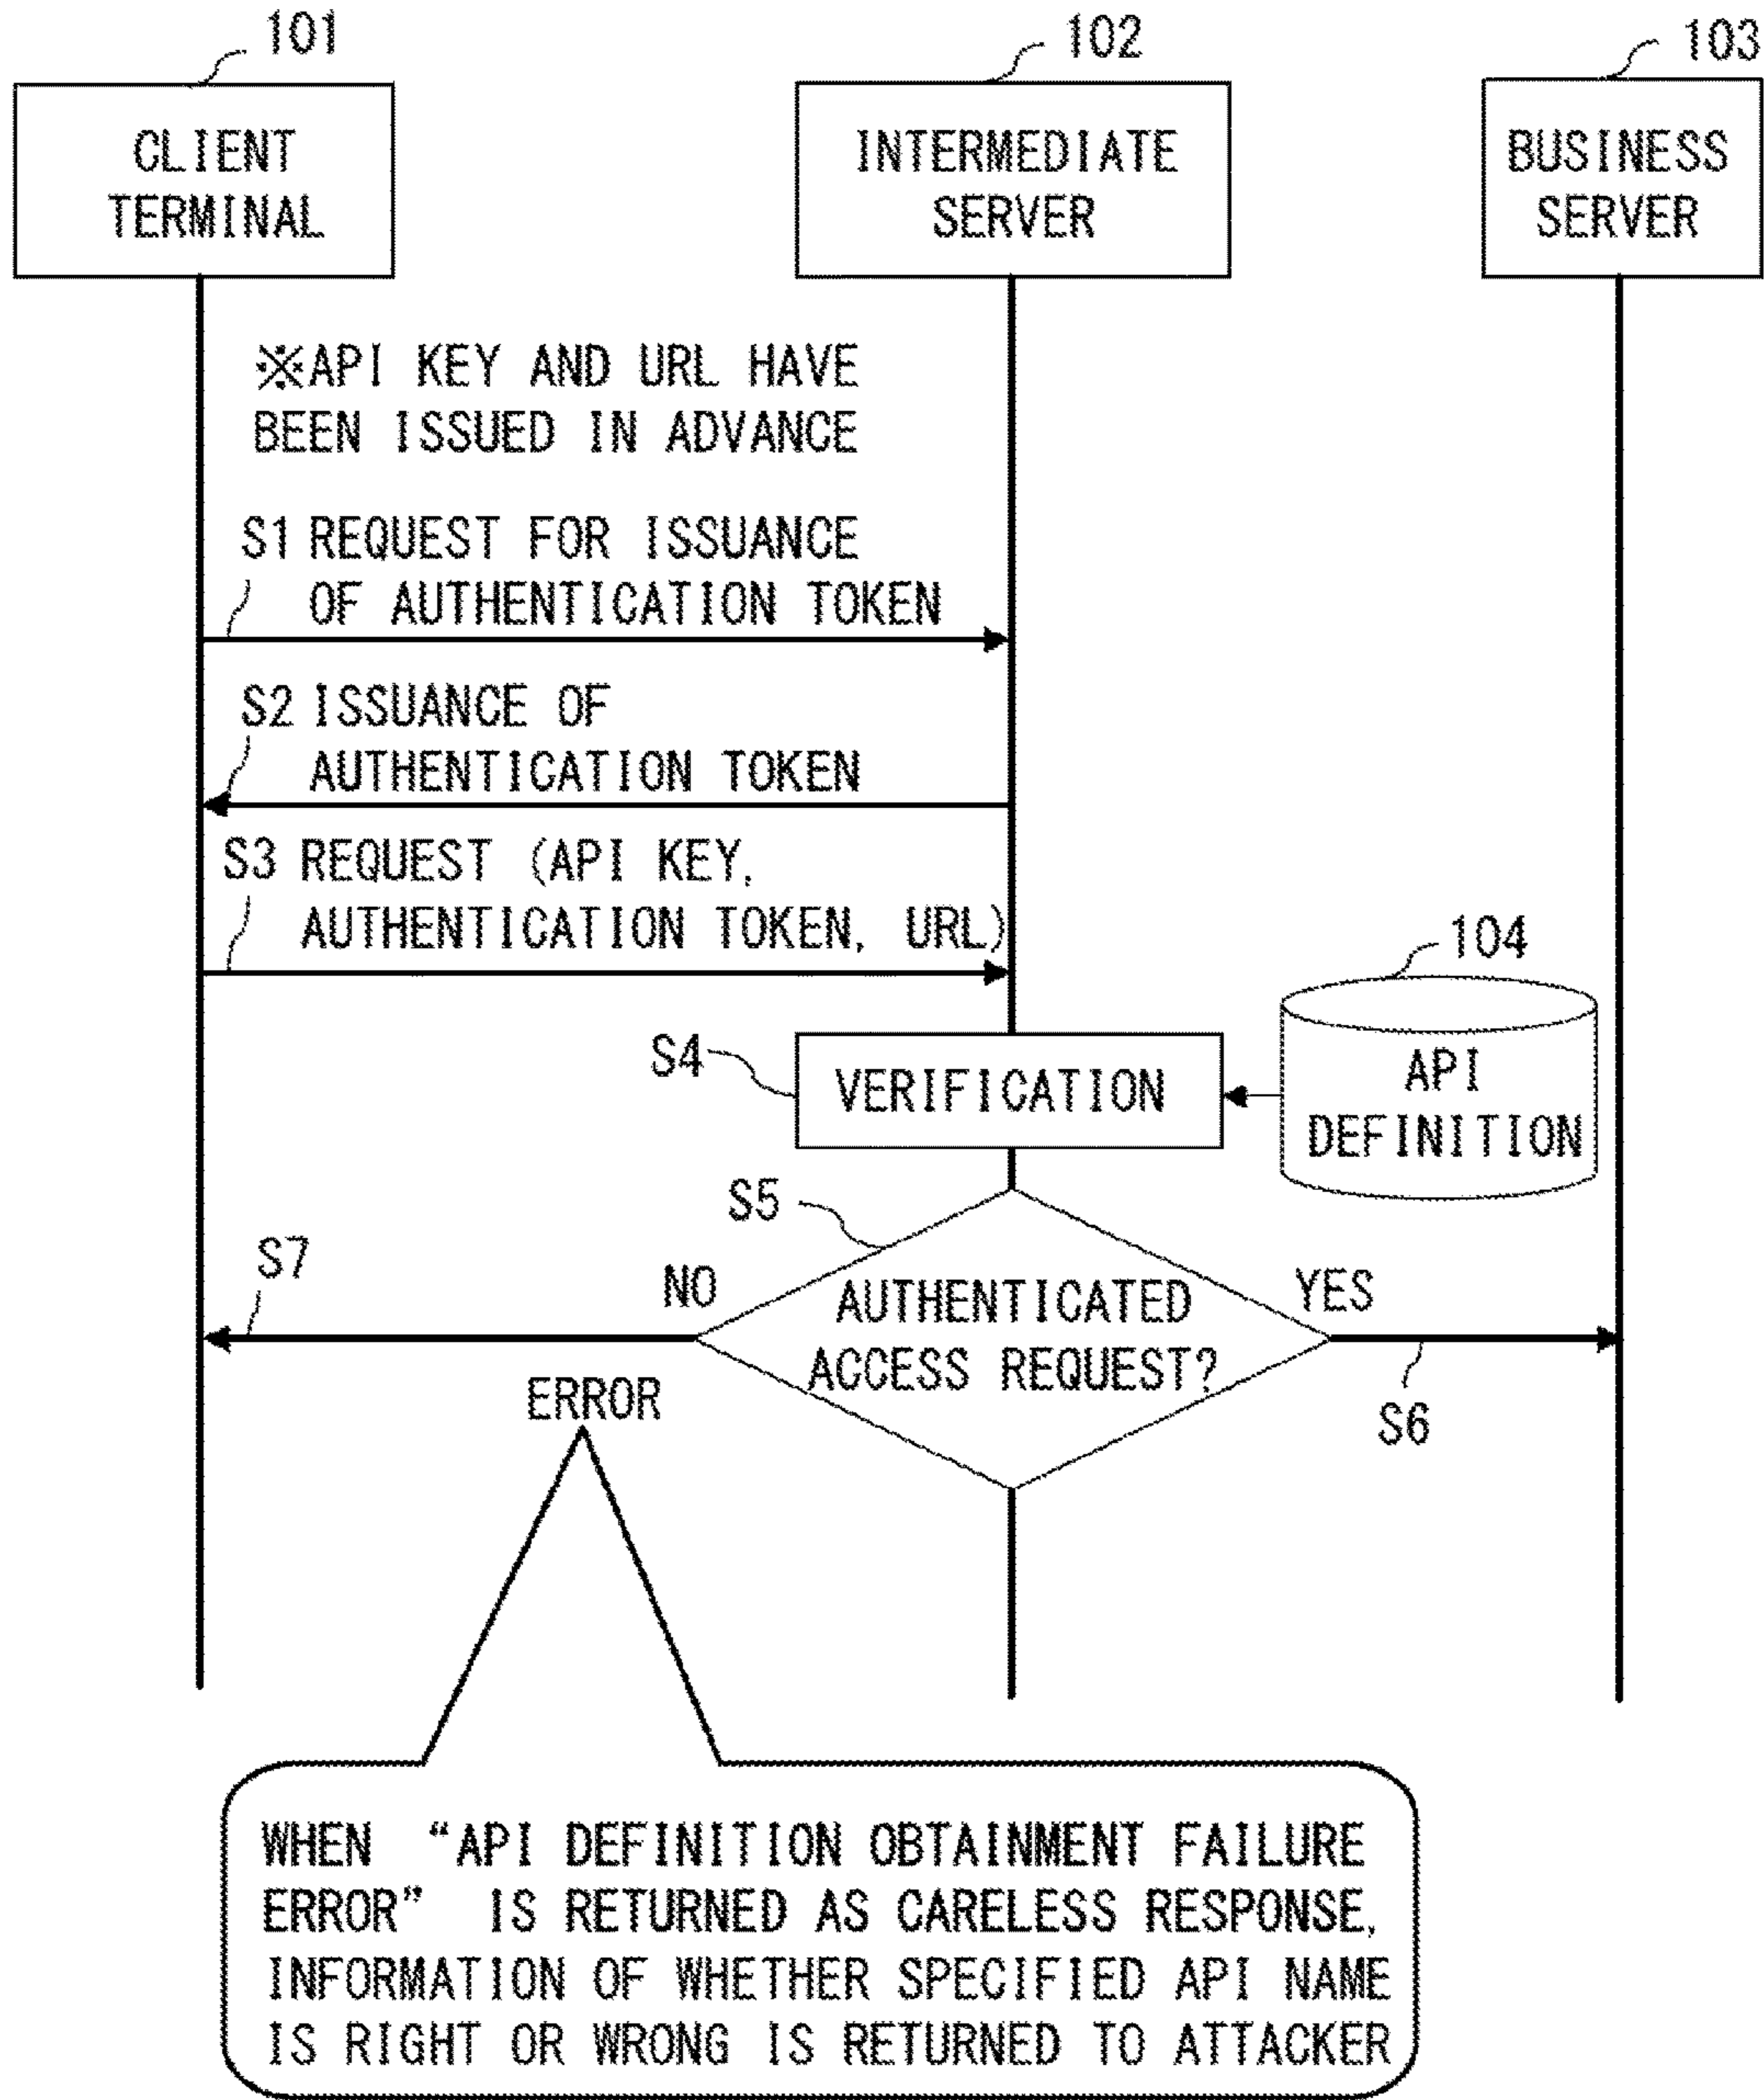 101
102
103
CLIENT
TERMINAL
INTERMEDIATE
SERVER
BUSINESS
SERVER
※API KEY AND URL HAVE
BEEN ISSUED IN ADVANCE
S1 REQUEST FOR ISSUANCE
OF AUTHENTICATION TOKEN
S2 ISSUANCE OF
AUTHENTICATION TOKEN
S3 REQUEST (API KEY,
AUTHENTICATION TOKEN, URL)
104
S4
VERIFICATION
API
DEFINITION
S5
S7
NO
AUTHENTICATED
ACCESS REQUEST?
YES
ERROR
S6
WHEN “API DEFINITION OBTAINMENT FAILURE
ERROR” IS RETURNED AS CARELESS RESPONSE,
INFORMATION OF WHETHER SPECIFIED API NAME
IS RIGHT OR WRONG IS RETURNED TO ATTACKER